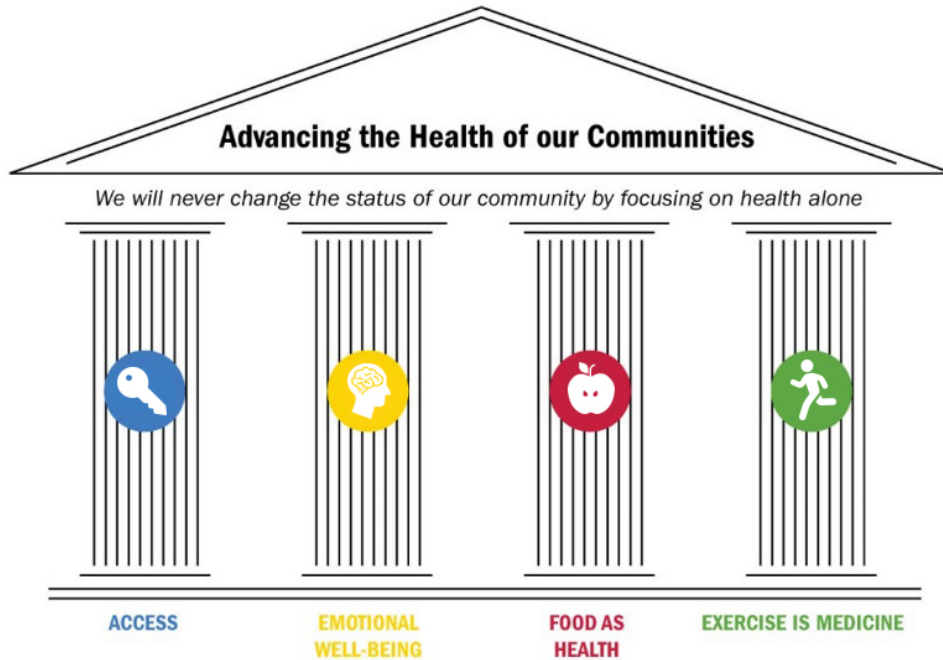 Advancing the Health of our Communities
We will never change the status of our community by focusing on health alone
ACCESS
EMOTIONAL
WELL-BEING
FOOD AS
HEALTH
EXERCISE IS MEDICINE